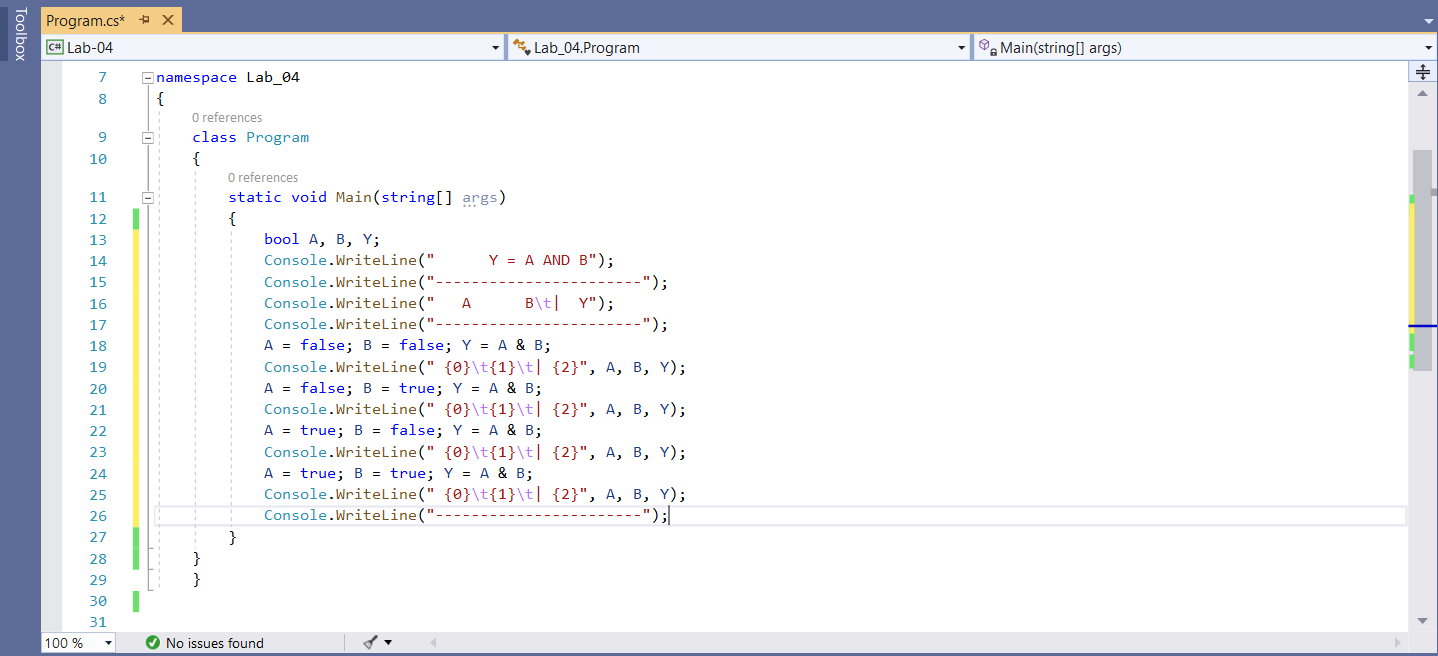 Toolbox
Program.cs*
C# Lab-04 Lab_04.Program Main(string[] args)
7 namespace Lab_04
8 {
0 references
9 class Program
10 {
0 references
11 static void Main(string[] args)
12 {
13 bool A, B, Y;
14 Console.WriteLine("      Y = A AND B");
15 Console.WriteLine("-----------------------");
16 Console.WriteLine("   A      B\t|  Y");
17 Console.WriteLine("-----------------------");
18 A = false; B = false; Y = A & B;
19 Console.WriteLine(" {0}\t{1}\t| {2}", A, B, Y);
20 A = false; B = true; Y = A & B;
21 Console.WriteLine(" {0}\t{1}\t| {2}", A, B, Y);
22 A = true; B = false; Y = A & B;
23 Console.WriteLine(" {0}\t{1}\t| {2}", A, B, Y);
24 A = true; B = true; Y = A & B;
25 Console.WriteLine(" {0}\t{1}\t| {2}", A, B, Y);
26 Console.WriteLine("-----------------------");
27 }
28 }
29 }
30
31
100 % No issues found